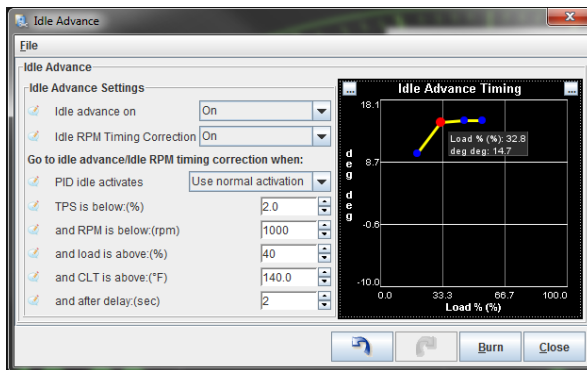 Idle Advance
File
Idle Advance
Idle Advance Settings
Idle advance on On
Idle RPM Timing Correction On
Go to idle advance/Idle RPM timing correction when:
PID idle activates Use normal activation
TPS is below:(%) 2.0
and RPM is below:(rpm) 1000
and load is above:(%) 40
and CLT is above:(°F) 140.0
and after delay:(sec) 2
... Idle Advance Timing ...
18.1
8.7
-0.6
-10.0
deg deg
Load % (%): 32.8
deg deg: 14.7
0.0 33.3 66.7 100.0
Load % (%)
Burn Close